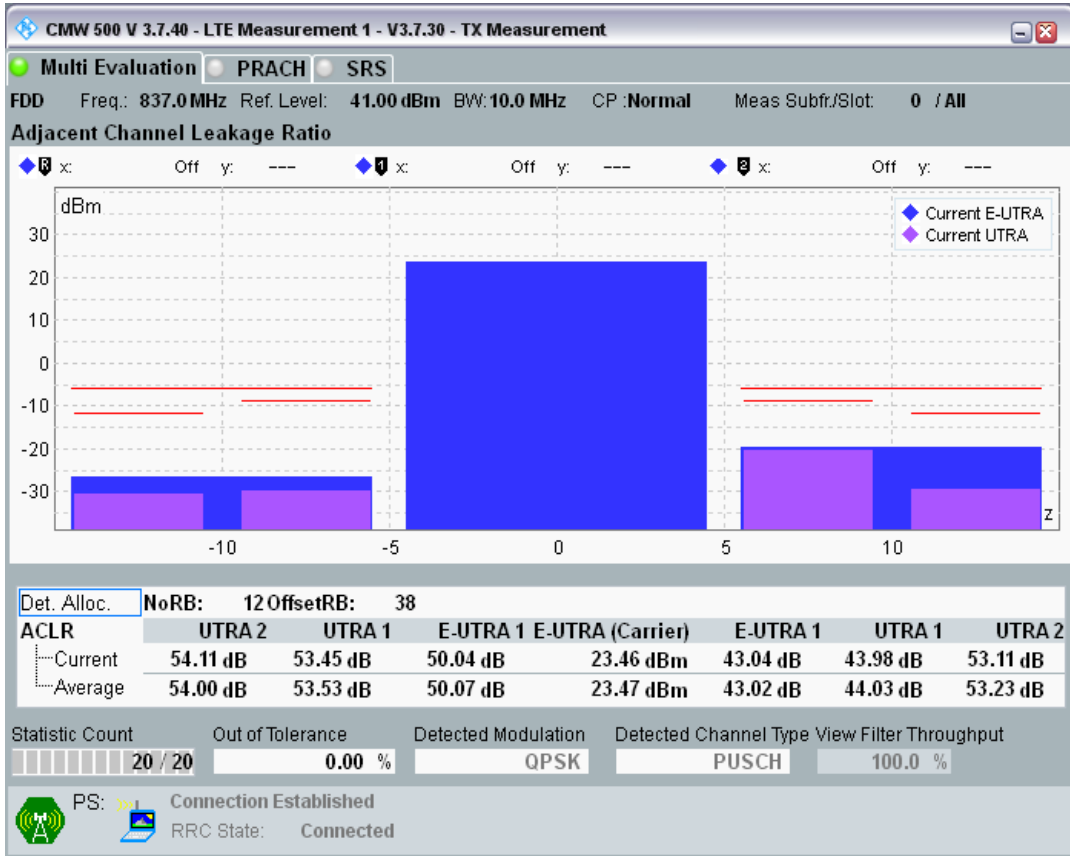 CMW 500 V 3.7.40 - LTE Measurement 1 - V3.7.30 - TX Measurement
Multi Evaluation PRACH SRS
FDD Freq.: 837.0 MHz Ref. Level: 41.00 dBm BW: 10.0 MHz CP :Normal Meas Subfr./Slot: 0 / All
Adjacent Channel Leakage Ratio
R x: Off y: --- 1 x: Off y: --- 2 x: Off y: ---
dBm
Current E-UTRA
Current UTRA
30
20
10
0
-10
-20
-30
z
-10 -5 0 5 10
Det. Alloc. NoRB: 12 OffsetRB: 38
ACLR UTRA 2 UTRA 1 E-UTRA 1 E-UTRA (Carrier) E-UTRA 1 UTRA 1 UTRA 2
Current 54.11 dB 53.45 dB 50.04 dB 23.46 dBm 43.04 dB 43.98 dB 53.11 dB
Average 54.00 dB 53.53 dB 50.07 dB 23.47 dBm 43.02 dB 44.03 dB 53.23 dB
Statistic Count Out of Tolerance Detected Modulation Detected Channel Type View Filter Throughput
20 / 20 0.00 % QPSK PUSCH 100.0 %
PS: Connection Established
RRC State: Connected